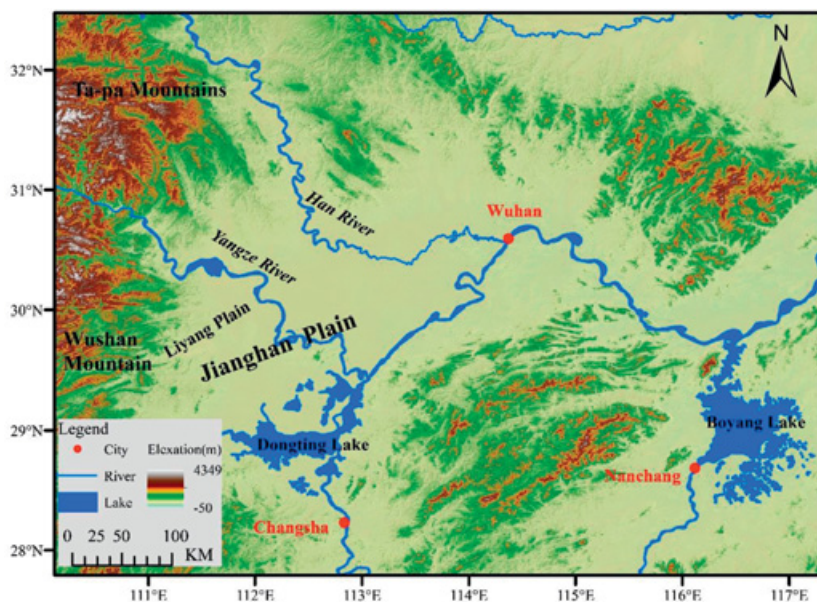 32°N
31°N
30°N
29°N
28°N
N
Ta-pa Mountains
Han River
Wuhan
Yangze River
Liyang Plain
Wushan
Mountain
Jianghan Plain
Dongting Lake
Boyang Lake
Nanchang
Changsha
Legend
City
Elexation(m)
River
4349
Lake
-50
0 25 50 100
KM
111°E 112°E 113°E 114°E 115°E 116°E 117°E